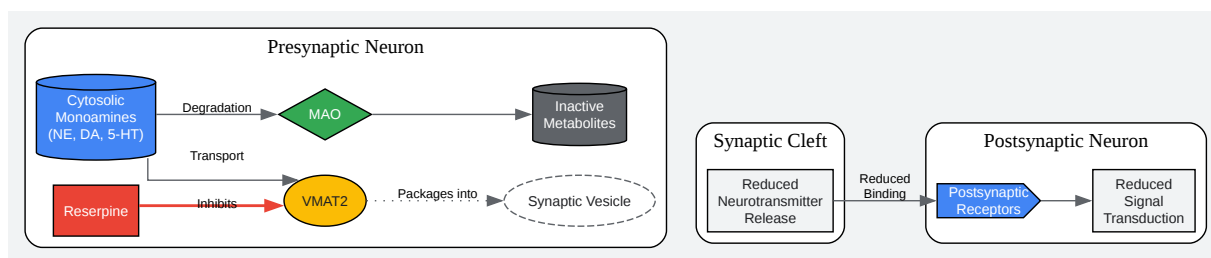 Presynaptic Neuron
Cytosolic
Monoamines
(NE, DA, 5-HT)
Degradation
MAO
Inactive
Metabolites
Transport
Reserpine
Inhibits
VMAT2
Packages into
Synaptic Vesicle
Synaptic Cleft
Reduced
Neurotransmitter
Release
Reduced
Binding
Postsynaptic Neuron
Postsynaptic
Receptors
Reduced
Signal
Transduction